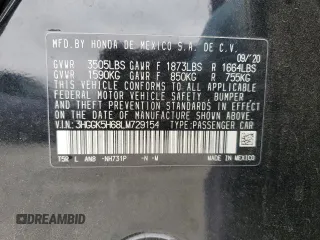 MFD. BY HONDA DE MEXICO S.A. DE C.V.
09/20
GVWR 3505LBS GAWR F 1873LBS R 1664LBS
GVWR 1590KG GAWR F 850KG R 755KG
THIS VEHICLE CONFORMS TO ALL APPLICABLE
FEDERAL MOTOR VEHICLE SAFETY, BUMPER, AND
THEFT PREVENTION STANDARDS IN EFFECT ON
THE DATE OF MANUFACTURE SHOWN ABOVE.
V.I.N.: 3HGGK5H68LM729154 TYPE: PASSENGER CAR
T5R L AN8 -NH731P -N -M
MADE IN MEXICO
DREAMBID